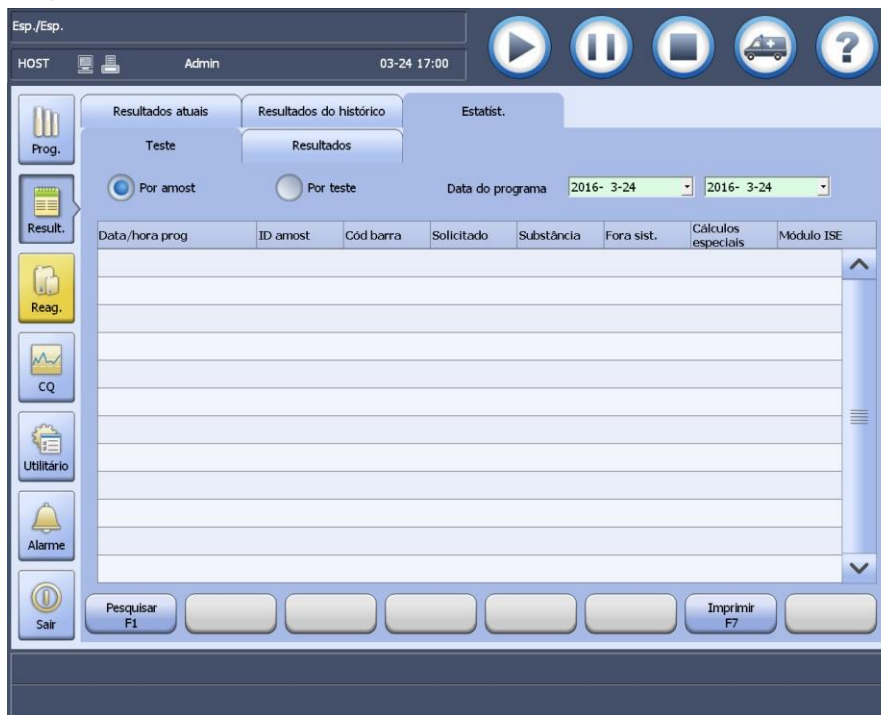 Esp./Esp.
HOST Admin 03-24 17:00
?
Resultados atuais Resultados do histórico Estatíst.
Teste Resultados
Por amost Por teste Data do programa 2016- 3-24 2016- 3-24
Data/hora prog ID amost Cód barra Solicitado Substância Fora sist. Cálculos especiais Módulo ISE
Prog.
Result.
Reag.
CQ
Utilitário
Alarme
Sair
Pesquisar F1
Imprimir F7